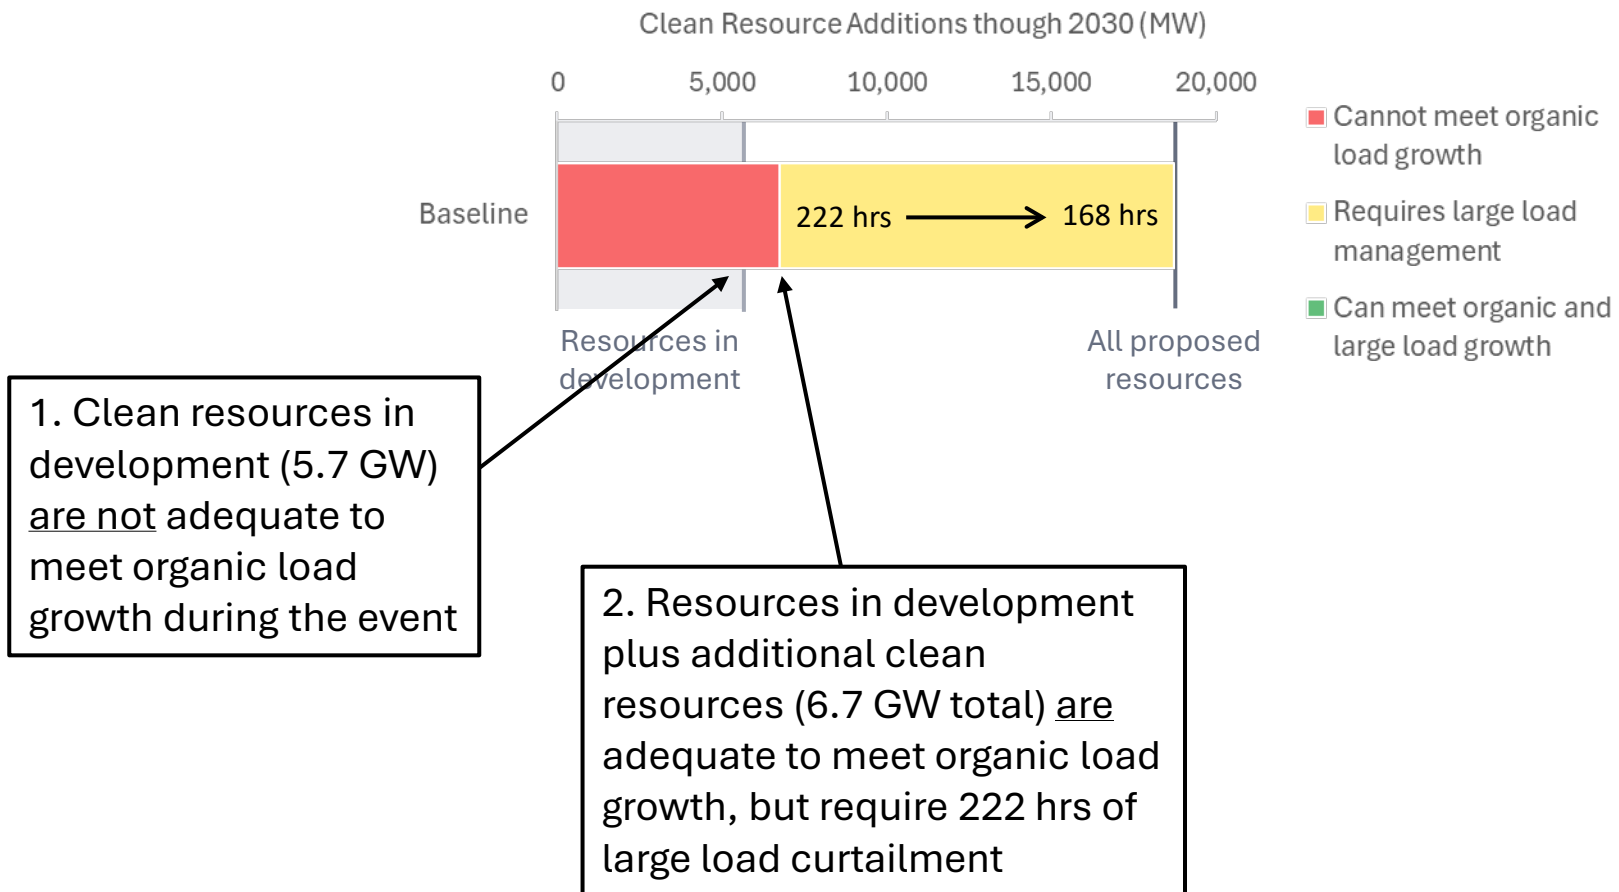 Clean Resource Additions though 2030 (MW)
0 5,000 10,000 15,000 20,000
Cannot meet organic
load growth
Requires large load
management
Can meet organic and
large load growth
Baseline
222 hrs
168 hrs
Resources in
development
All proposed
resources
1. Clean resources in
development (5.7 GW)
are not adequate to
meet organic load
growth during the event
2. Resources in development
plus additional clean
resources (6.7 GW total) are
adequate to meet organic load
growth, but require 222 hrs of
large load curtailment